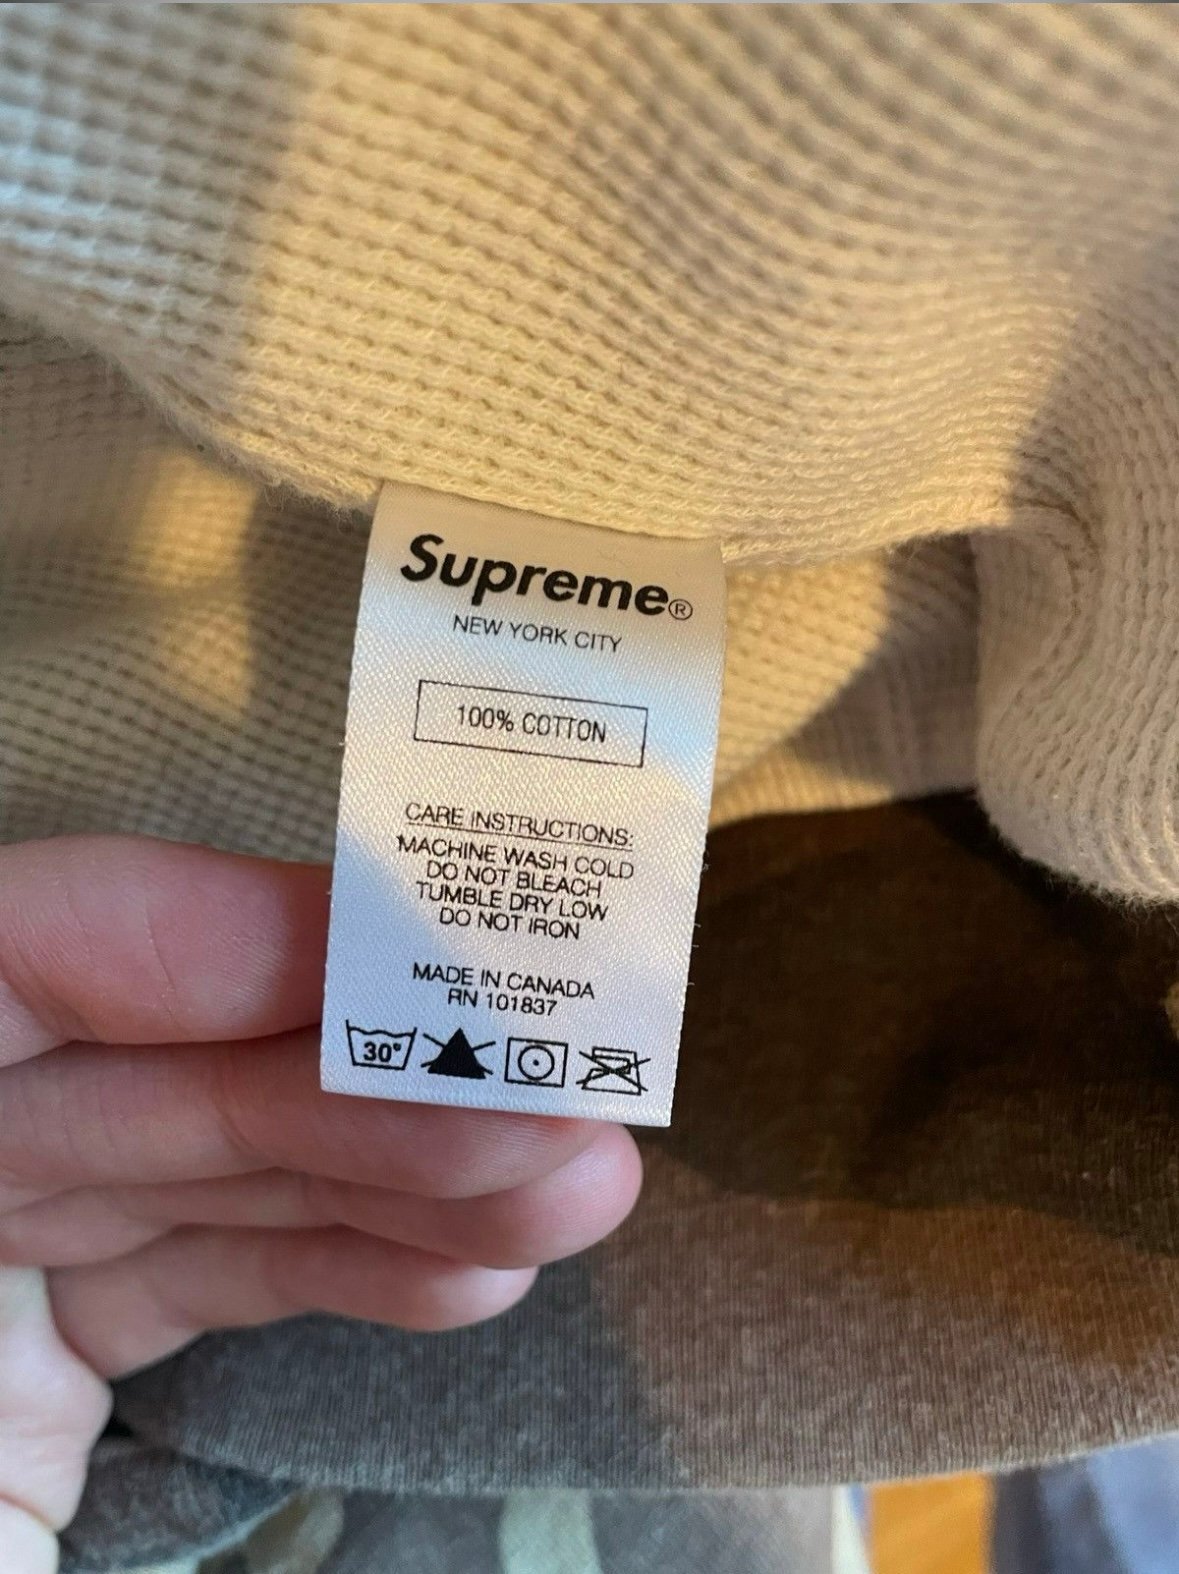 Supreme®
NEW YORK CITY
100% COTTON
CARE INSTRUCTIONS:
MACHINE WASH COLD
DO NOT BLEACH
TUMBLE DRY LOW
DO NOT IRON
MADE IN CANADA
RN 101837
30°